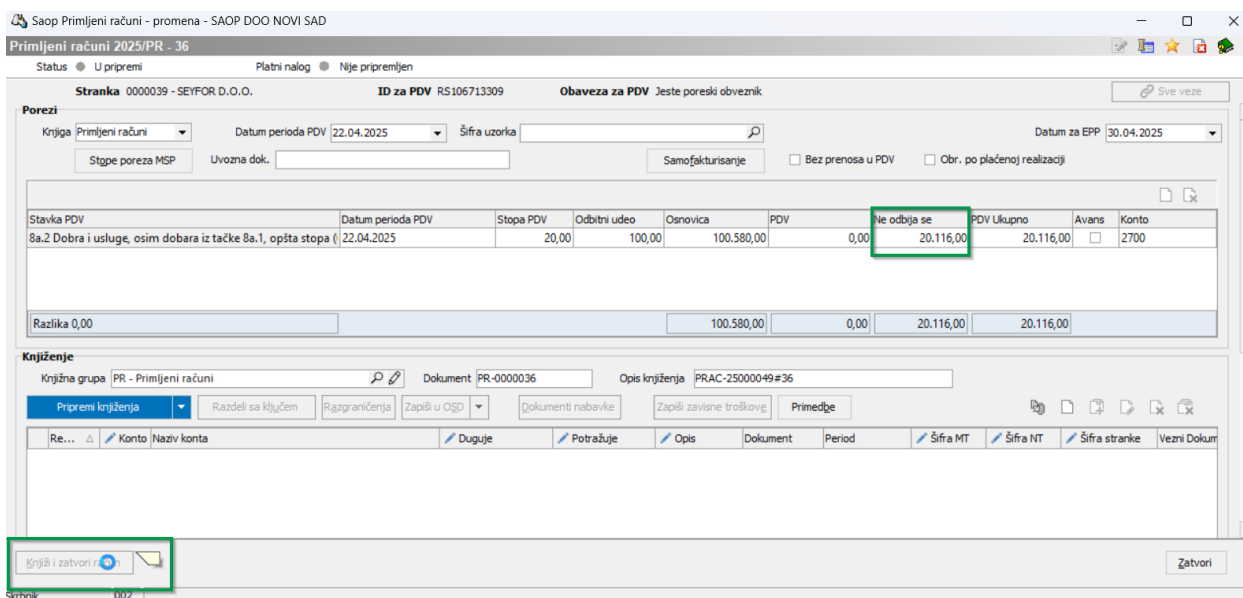 Saop Primljeni računi - promena - SAOP DOO NOVI SAD
Primljeni računi 2025/PR - 36
Status U pripremi Platni nalog Nije pripremljen
Stranka 0000039 - SEYFOR D.O.O. ID za PDV RS106713309 Obaveza za PDV Jeste poreski obveznik Sve veze
Porezi
Knjiga Primljeni računi Datum perioda PDV 22.04.2025 Šifra uzorka Datum za EPP 30.04.2025
Stope poreza MSP Uvozna dok. Samofakturisanje Bez prenosa u PDV Obr. po plaćenoj realizaciji
Stavka PDV Datum perioda PDV Stopa PDV Odbitni udeo Osnovica PDV Ne odbija se PDV Ukupno Avans Konto
8a.2 Dobra i usluge, osim dobara iz tačke 8a.1, opšta stopa ( 22.04.2025 20,00 100,00 100.580,00 0,00 20.116,00 20.116,00 2700
Razlika 0,00 100.580,00 0,00 20.116,00 20.116,00
Knjiženje
Knjižna grupa PR - Primljeni računi Dokument PR-0000036 Opis knjiženja PRAC-25000049#36
Pripremi knjiženja Razdeli sa ključem Razgraničenja Zapiši u OSD Dokumenti nabavke Zapiši zavisne troškove Primedbe
Re... Konto Naziv konta Duguje Potražuje Opis Dokument Period Šifra MT Šifra NT Šifra stranke Vezni Dokum
Knjiži i zatvori Zatvori
Skrbnik 002